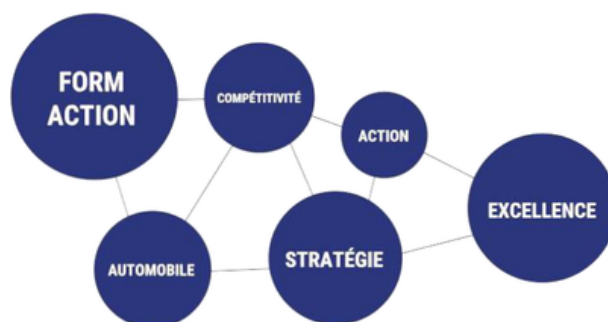 FORM
ACTION
COMPÉTITIVITÉ
ACTION
EXCELLENCE
AUTOMOBILE
STRATÉGIE